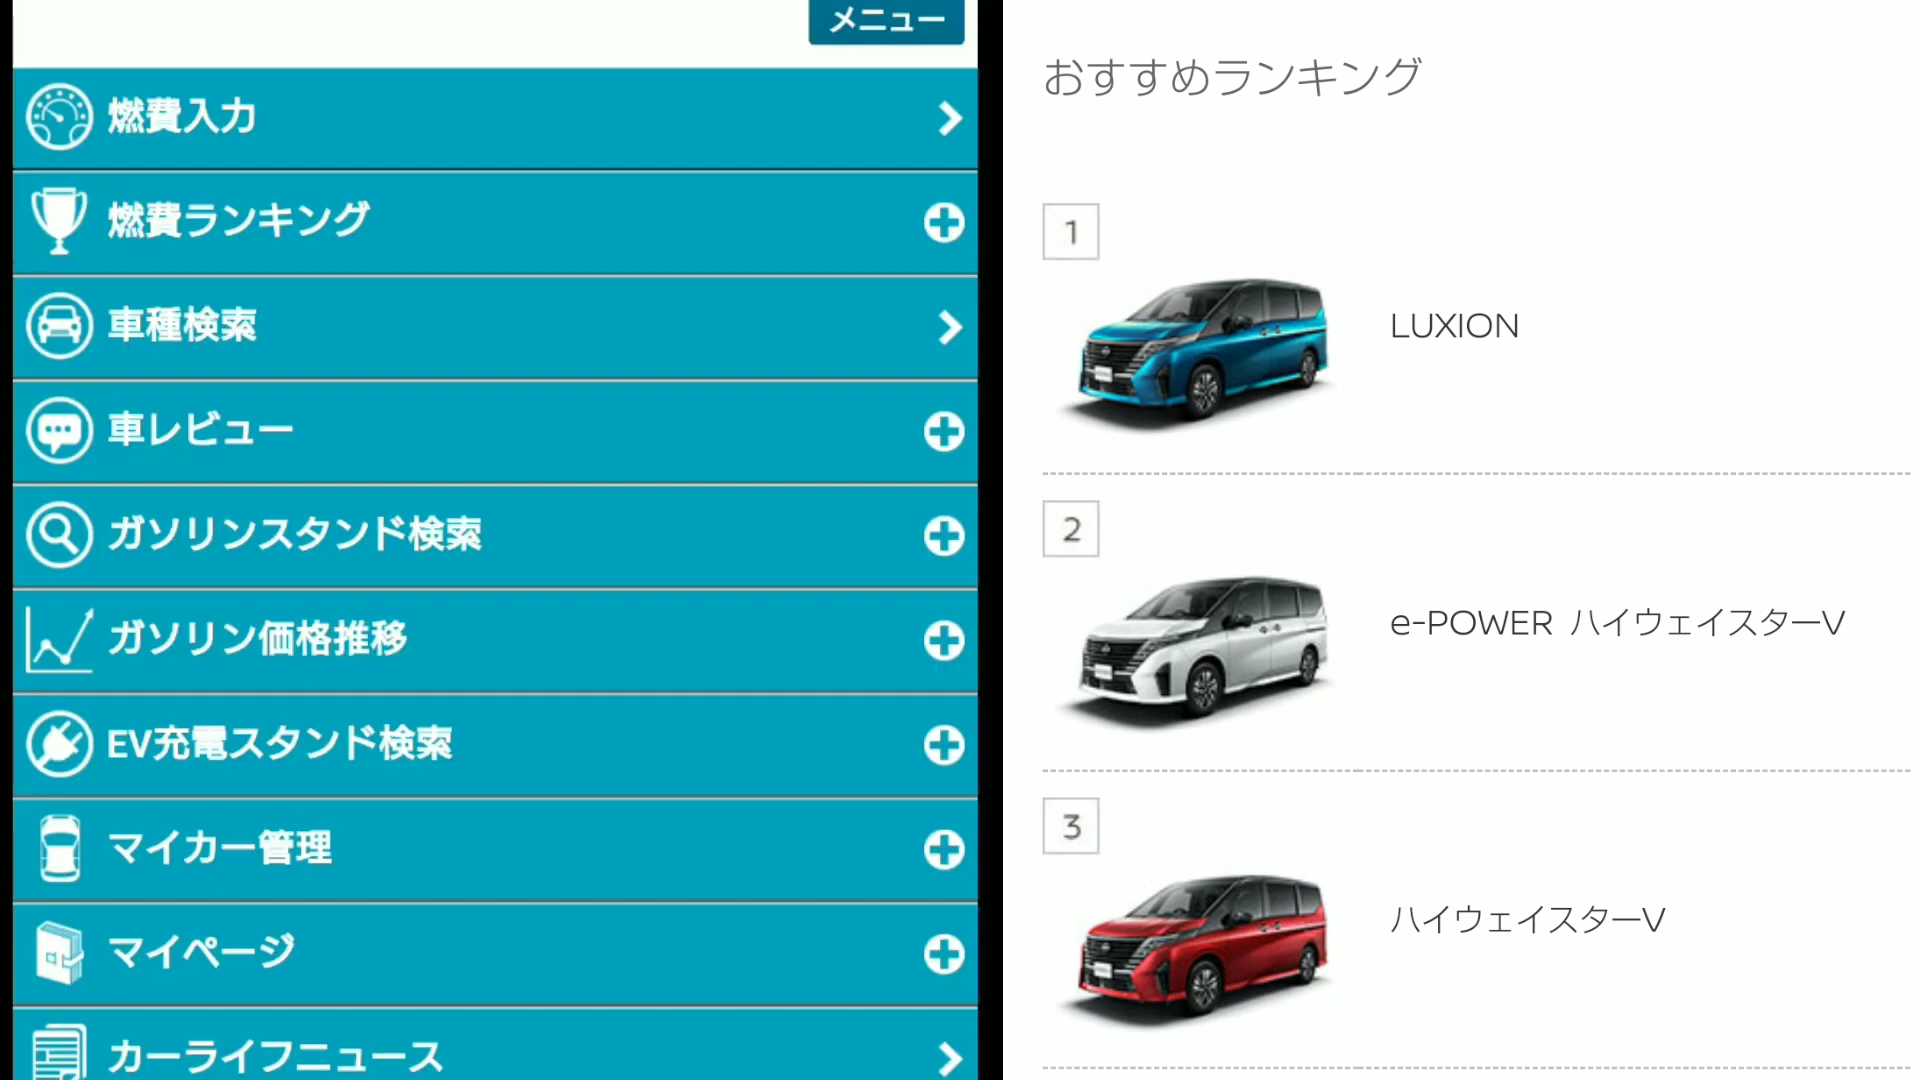 メニュー
燃費入力
燃費ランキング
車種検索
車レビュー
ガソリンスタンド検索
ガソリン価格推移
EV充電スタンド検索
マイカー管理
マイページ
カーライフニュース
おすすめランキング
1
LUXION
2
e-POWER ハイウェイスターV
3
ハイウェイスターV